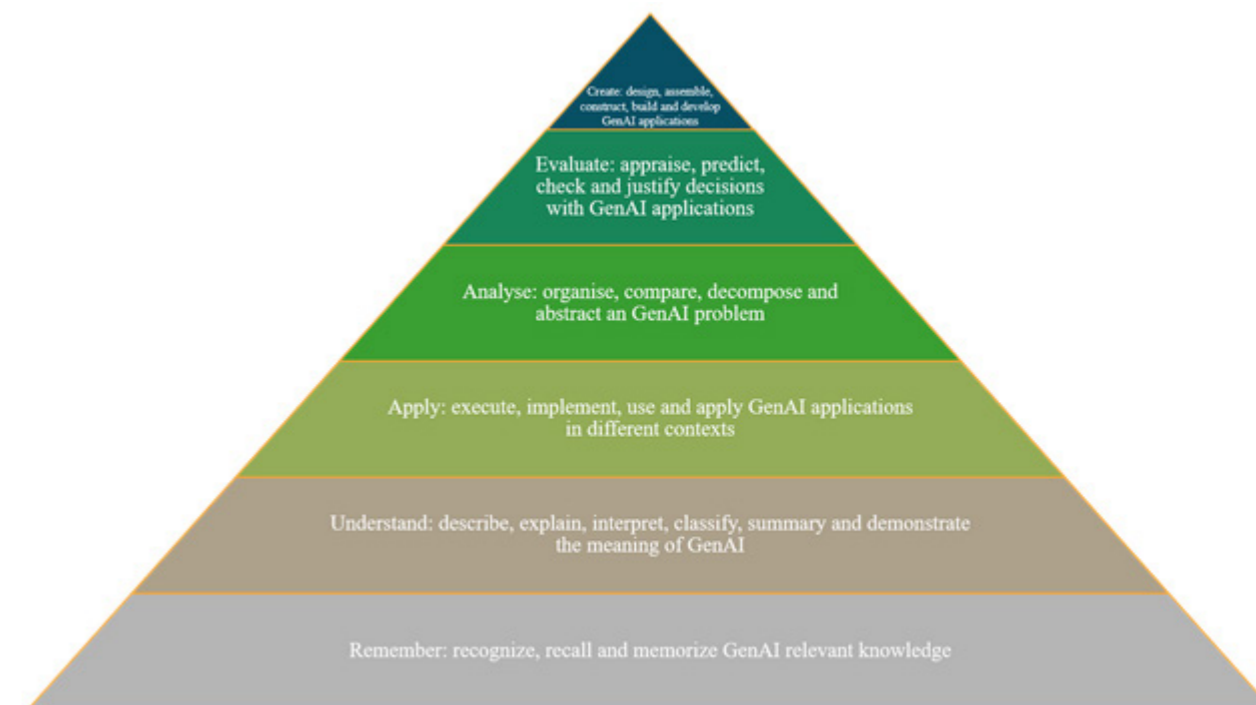 Create: design, assemble,
construct, build and develop
GenAI applications
Evaluate: appraise, predict,
check and justify decisions
with GenAI applications
Analyse: organise, compare, decompose and
abstract an GenAI problem
Apply: execute, implement, use and apply GenAI applications
in different contexts
Understand: describe, explain, interpret, classify, summary and demonstrate
the meaning of GenAI
Remember: recognize, recall and memorize GenAI relevant knowledge